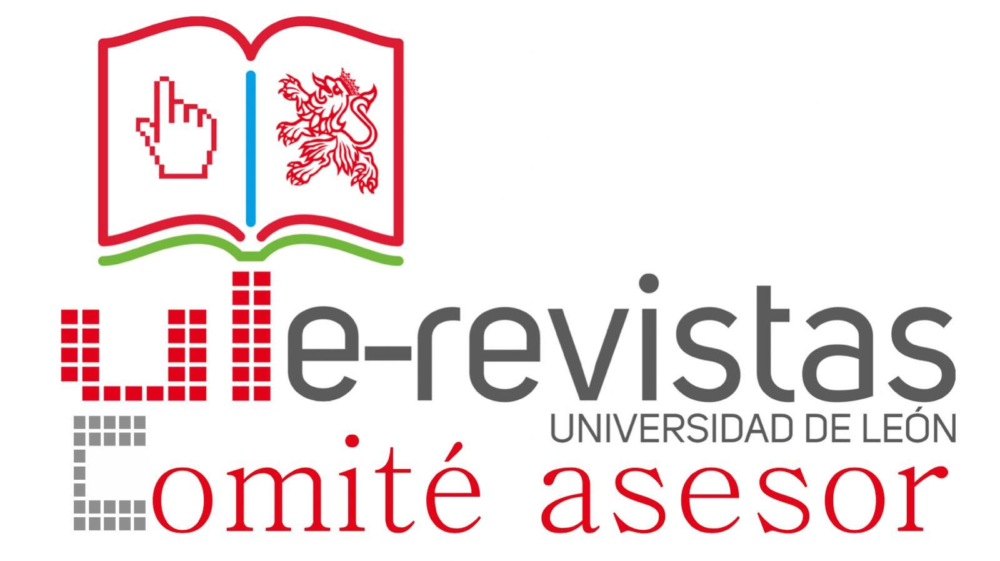 ule-revistas
UNIVERSIDAD DE LEÓN
Comité asesor